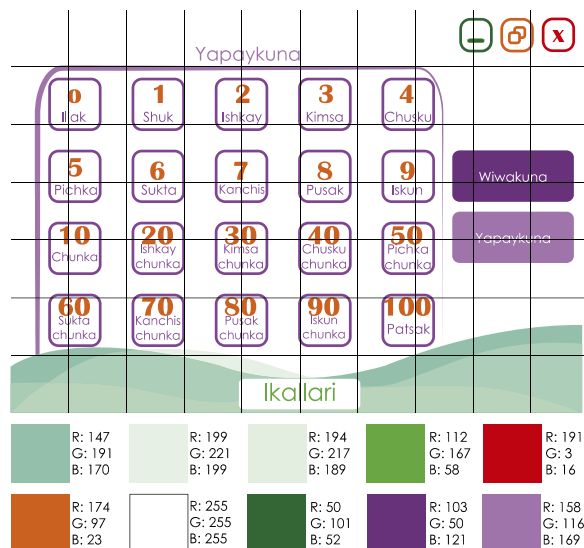 Yapaykuna
x
0 1 2 3 4
Illak Shuk Ishkay Kimsa Chusku
5 6 7 8 9
Pichka Sukta Kanchis Pusak Iskun
Wiwakuna
10 20 30 40 50
Chunka Ishkay chunka Kimsa chunka Chusku chunka Pichka chunka
Yapaykuna
60 70 80 90 100
Sukta chunka Kanchis chunka Pusak chunka Iskun chunka Patsak
Ikallari
R: 147 R: 199 R: 194 R: 112 R: 191
G: 191 G: 221 G: 217 G: 167 G: 3
B: 170 B: 199 B: 189 B: 58 B: 16
R: 174 R: 255 R: 50 R: 103 R: 158
G: 97 G: 255 G: 101 G: 50 G: 116
B: 23 B: 255 B: 52 B: 121 B: 169